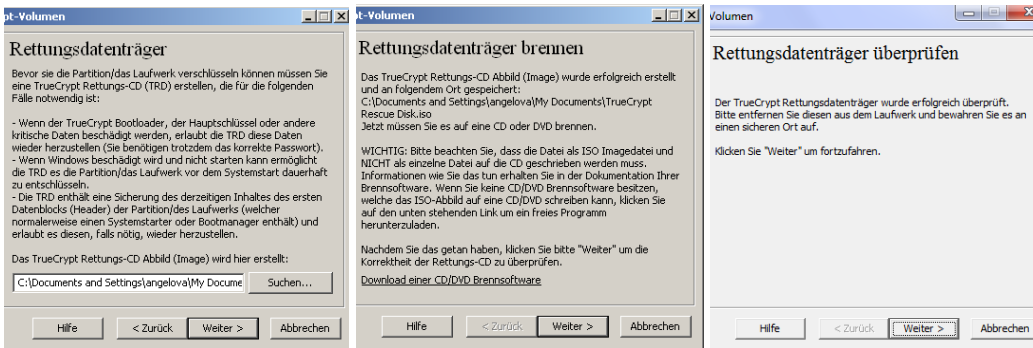 pt-Volumen
Rettungsdatenträger
Bevor sie die Partition/das Laufwerk verschlüsseln können müssen Sie
eine TrueCrypt Rettungs-CD (TRD) erstellen, die für die folgenden
Fälle notwendig ist:
- Wenn der TrueCrypt Bootloader, der Hauptschlüssel oder andere
kritische Daten beschädigt werden, erlaubt die TRD diese Daten
wieder herzustellen (Sie benötigen trotzdem das korrekte Passwort).
- Wenn Windows beschädigt wird und nicht starten kann ermöglicht
die TRD es die Partition/das Laufwerk vor dem Systemstart dauerhaft
zu entschlüsseln.
- Die TRD enthält eine Sicherung des derzeitigen Inhaltes des ersten
Datenblocks (Header) der Partition/des Laufwerks (welcher
normalerweise einen Systemstarter oder Bootmanager enthält) und
erlaubt es diesen, falls nötig, wieder herzustellen.
Das TrueCrypt Rettungs-CD Abbild (Image) wird hier erstellt:
C:\Documents and Settings\angelova\My Docume
Suchen...
Hilfe
< Zurück
Weiter >
Abbrechen
pt-Volumen
Rettungsdatenträger brennen
Das TrueCrypt Rettungs-CD Abbild (Image) wurde erfolgreich erstellt
und an folgendem Ort gespeichert:
C:\Documents and Settings\angelova\My Documents\TrueCrypt
Rescue Disk.iso
Jetzt müssen Sie es auf eine CD oder DVD brennen.
WICHTIG: Bitte beachten Sie, dass die Datei als ISO Imagedatei und
NICHT als einzelne Datei auf die CD geschrieben werden muss.
Informationen wie Sie das tun erhalten Sie in der Dokumentation Ihrer
Brennsoftware. Wenn Sie keine CD/DVD Brennsoftware besitzen,
welche das ISO-Abbild auf eine CD/DVD schreiben kann, klicken Sie
auf den unten stehenden Link um ein freies Programm
herunterzuladen.
Nachdem Sie das getan haben, klicken Sie bitte "Weiter" um die
Korrektheit der Rettungs-CD zu überprüfen.
Download einer CD/DVD Brennsoftware
Hilfe
< Zurück
Weiter >
Abbrechen
Volumen
Rettungsdatenträger überprüfen
Der TrueCrypt Rettungsdatenträger wurde erfolgreich überprüft.
Bitte entfernen Sie diesen aus dem Laufwerk und bewahren Sie es an
einen sicheren Ort auf.
Klicken Sie "Weiter" um fortzufahren.
Hilfe
< Zurück
Weiter >
Abbrechen